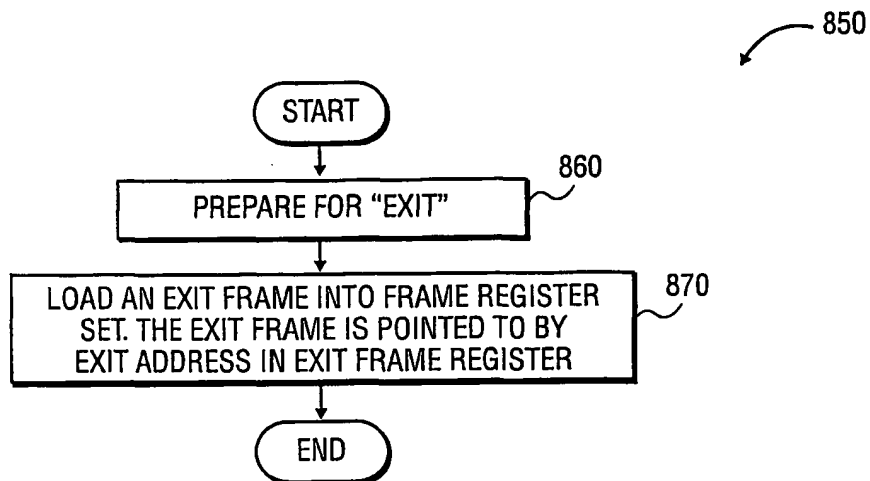 850
START
860
PREPARE FOR “EXIT”
870
LOAD AN EXIT FRAME INTO FRAME REGISTER
SET. THE EXIT FRAME IS POINTED TO BY
EXIT ADDRESS IN EXIT FRAME REGISTER
END